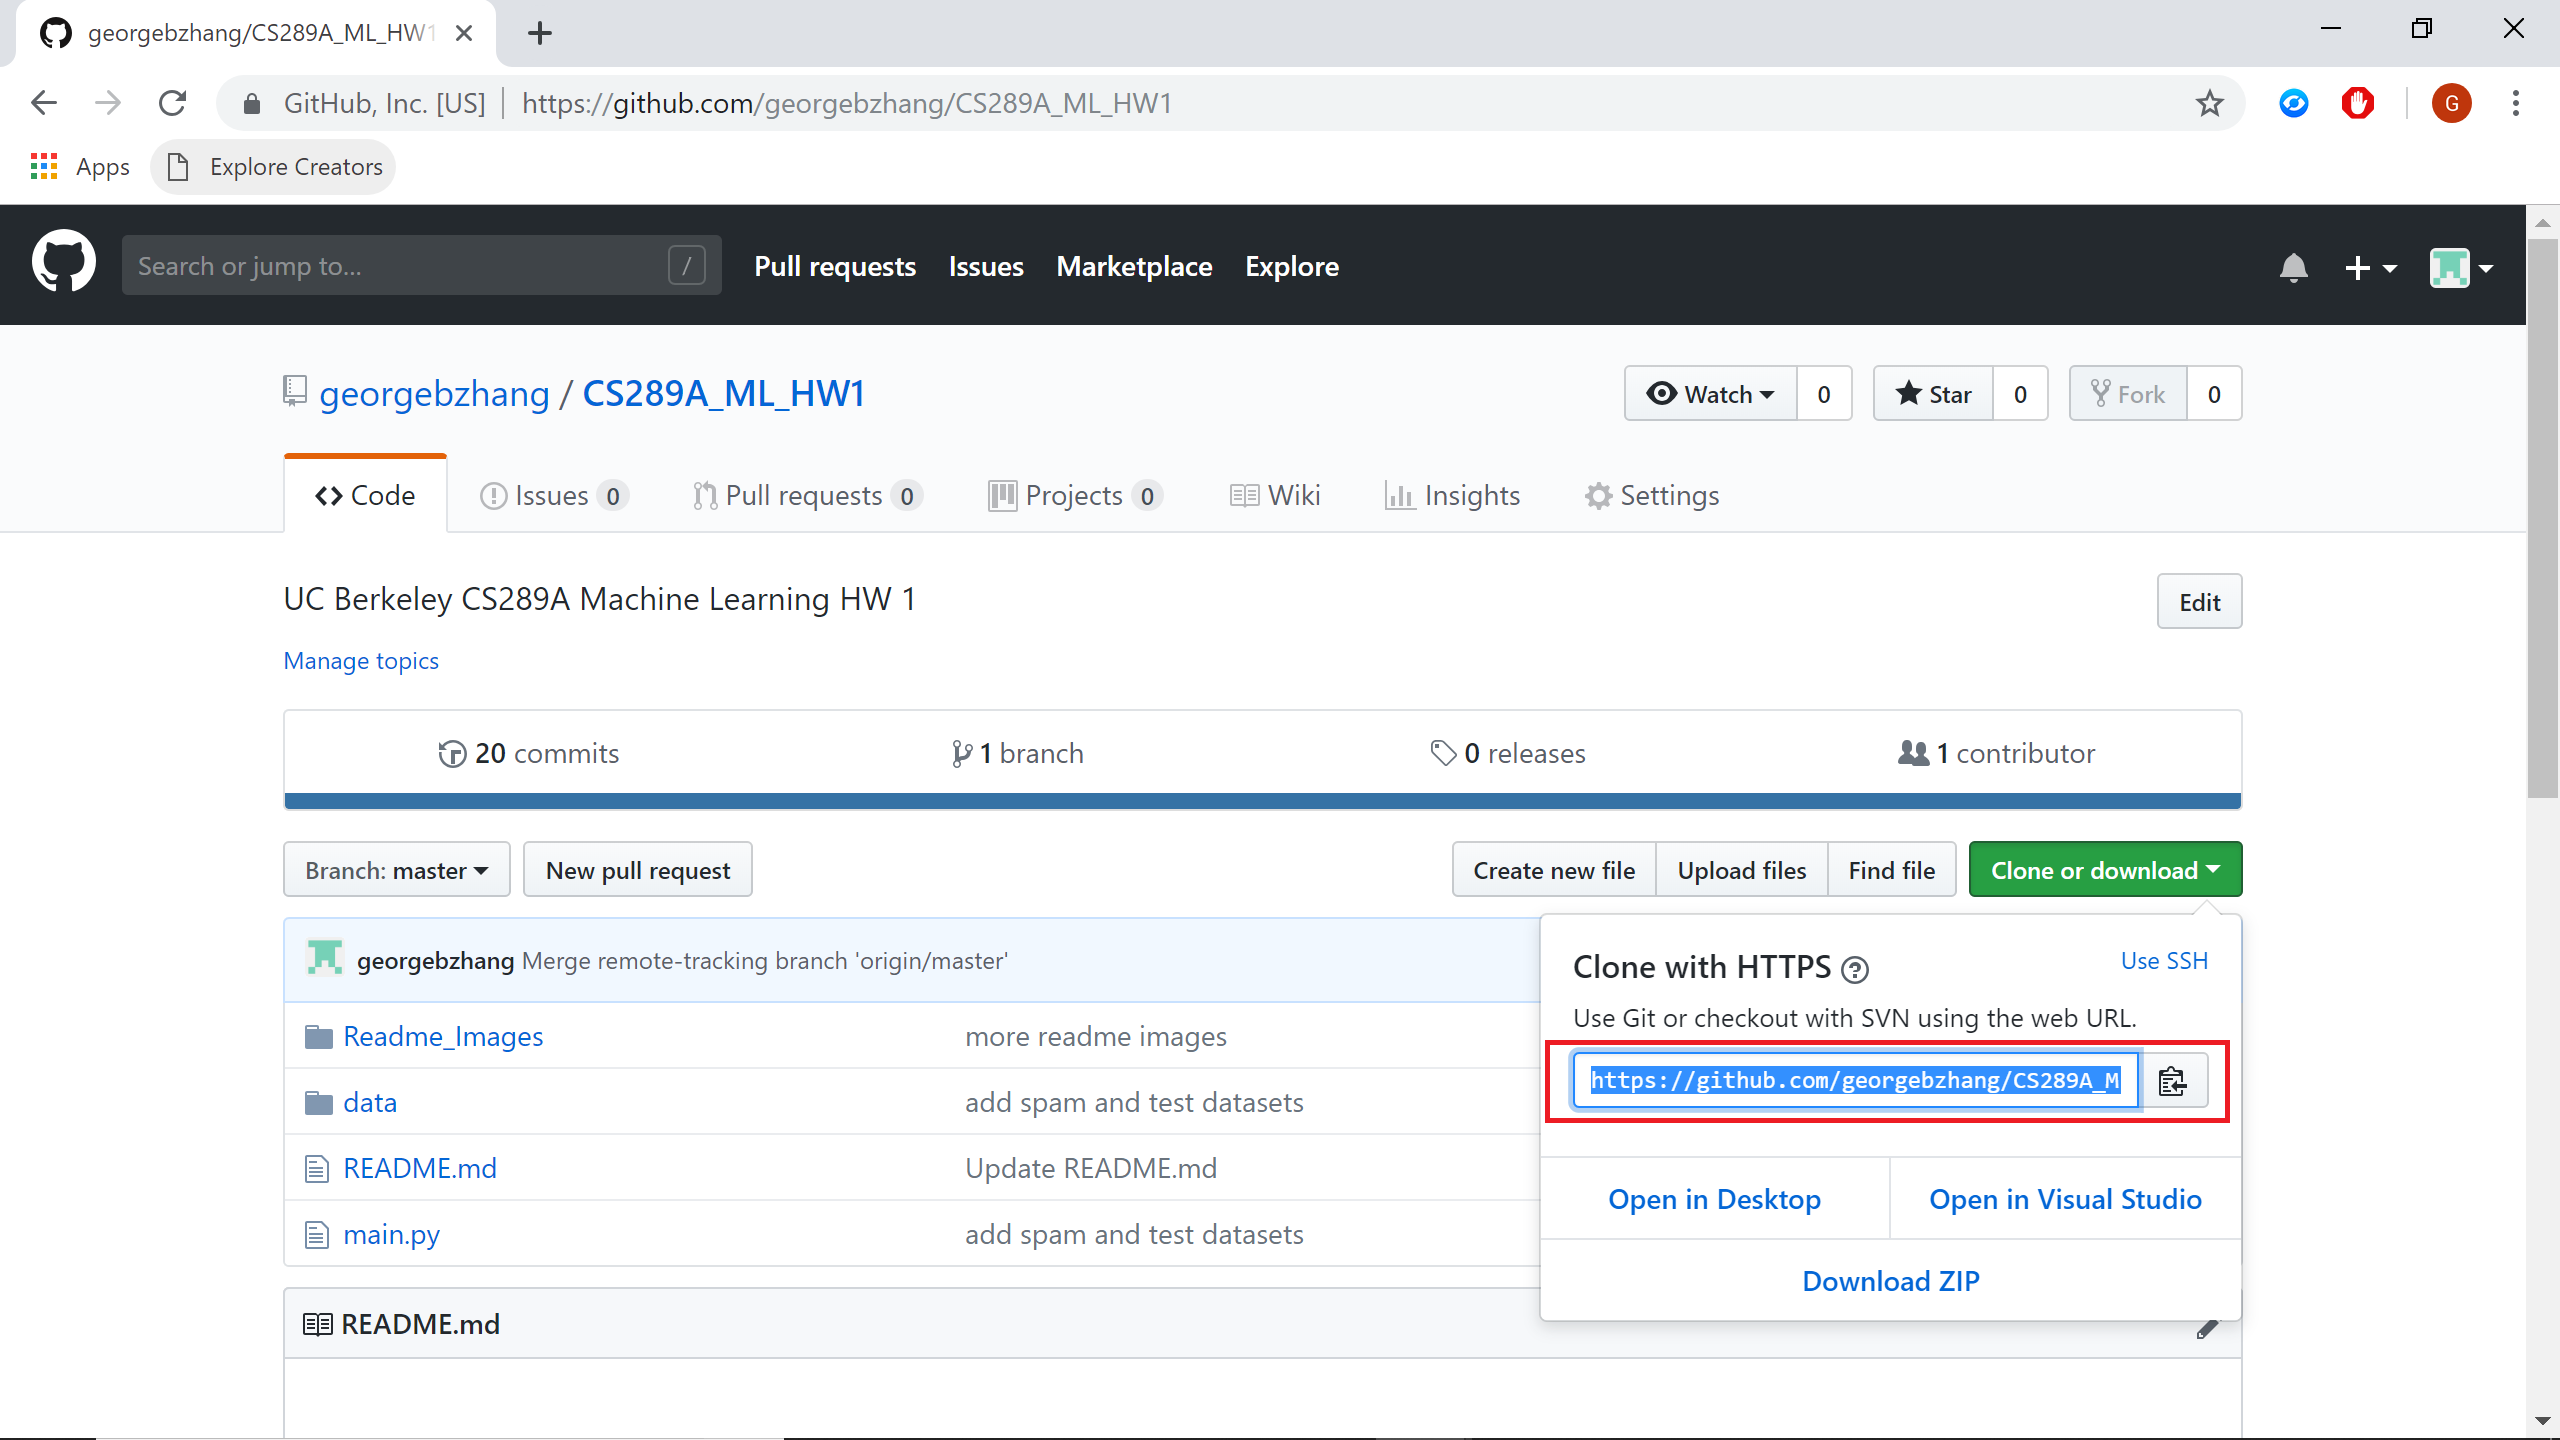 georgebzhang/CS289A_ML_HW1
GitHub, Inc. [US] https://github.com/georgebzhang/CS289A_ML_HW1
G
Apps Explore Creators
Search or jump to... / Pull requests Issues Marketplace Explore
georgebzhang / CS289A_ML_HW1
Watch 0 Star 0 Fork 0
Code Issues 0 Pull requests 0 Projects 0 Wiki Insights Settings
UC Berkeley CS289A Machine Learning HW 1
Edit
Manage topics
20 commits 1 branch 0 releases 1 contributor
Branch: master New pull request Create new file Upload files Find file Clone or download
georgebzhang Merge remote-tracking branch 'origin/master'
Readme_Images more readme images
data add spam and test datasets
README.md Update README.md
main.py add spam and test datasets
Clone with HTTPS ? Use SSH
Use Git or checkout with SVN using the web URL.
https://github.com/georgebzhang/CS289A_M
Open in Desktop Open in Visual Studio
Download ZIP
README.md